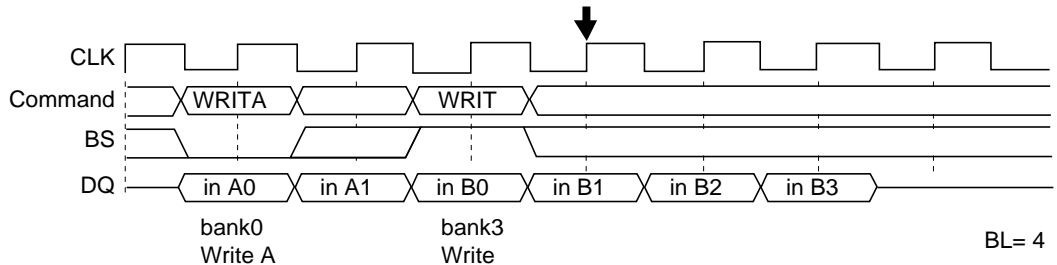 CLK
Command WRITA WRIT
BS
DQ in A0 in A1 in B0 in B1 in B2 in B3
bank0 bank3
Write A Write
BL= 4